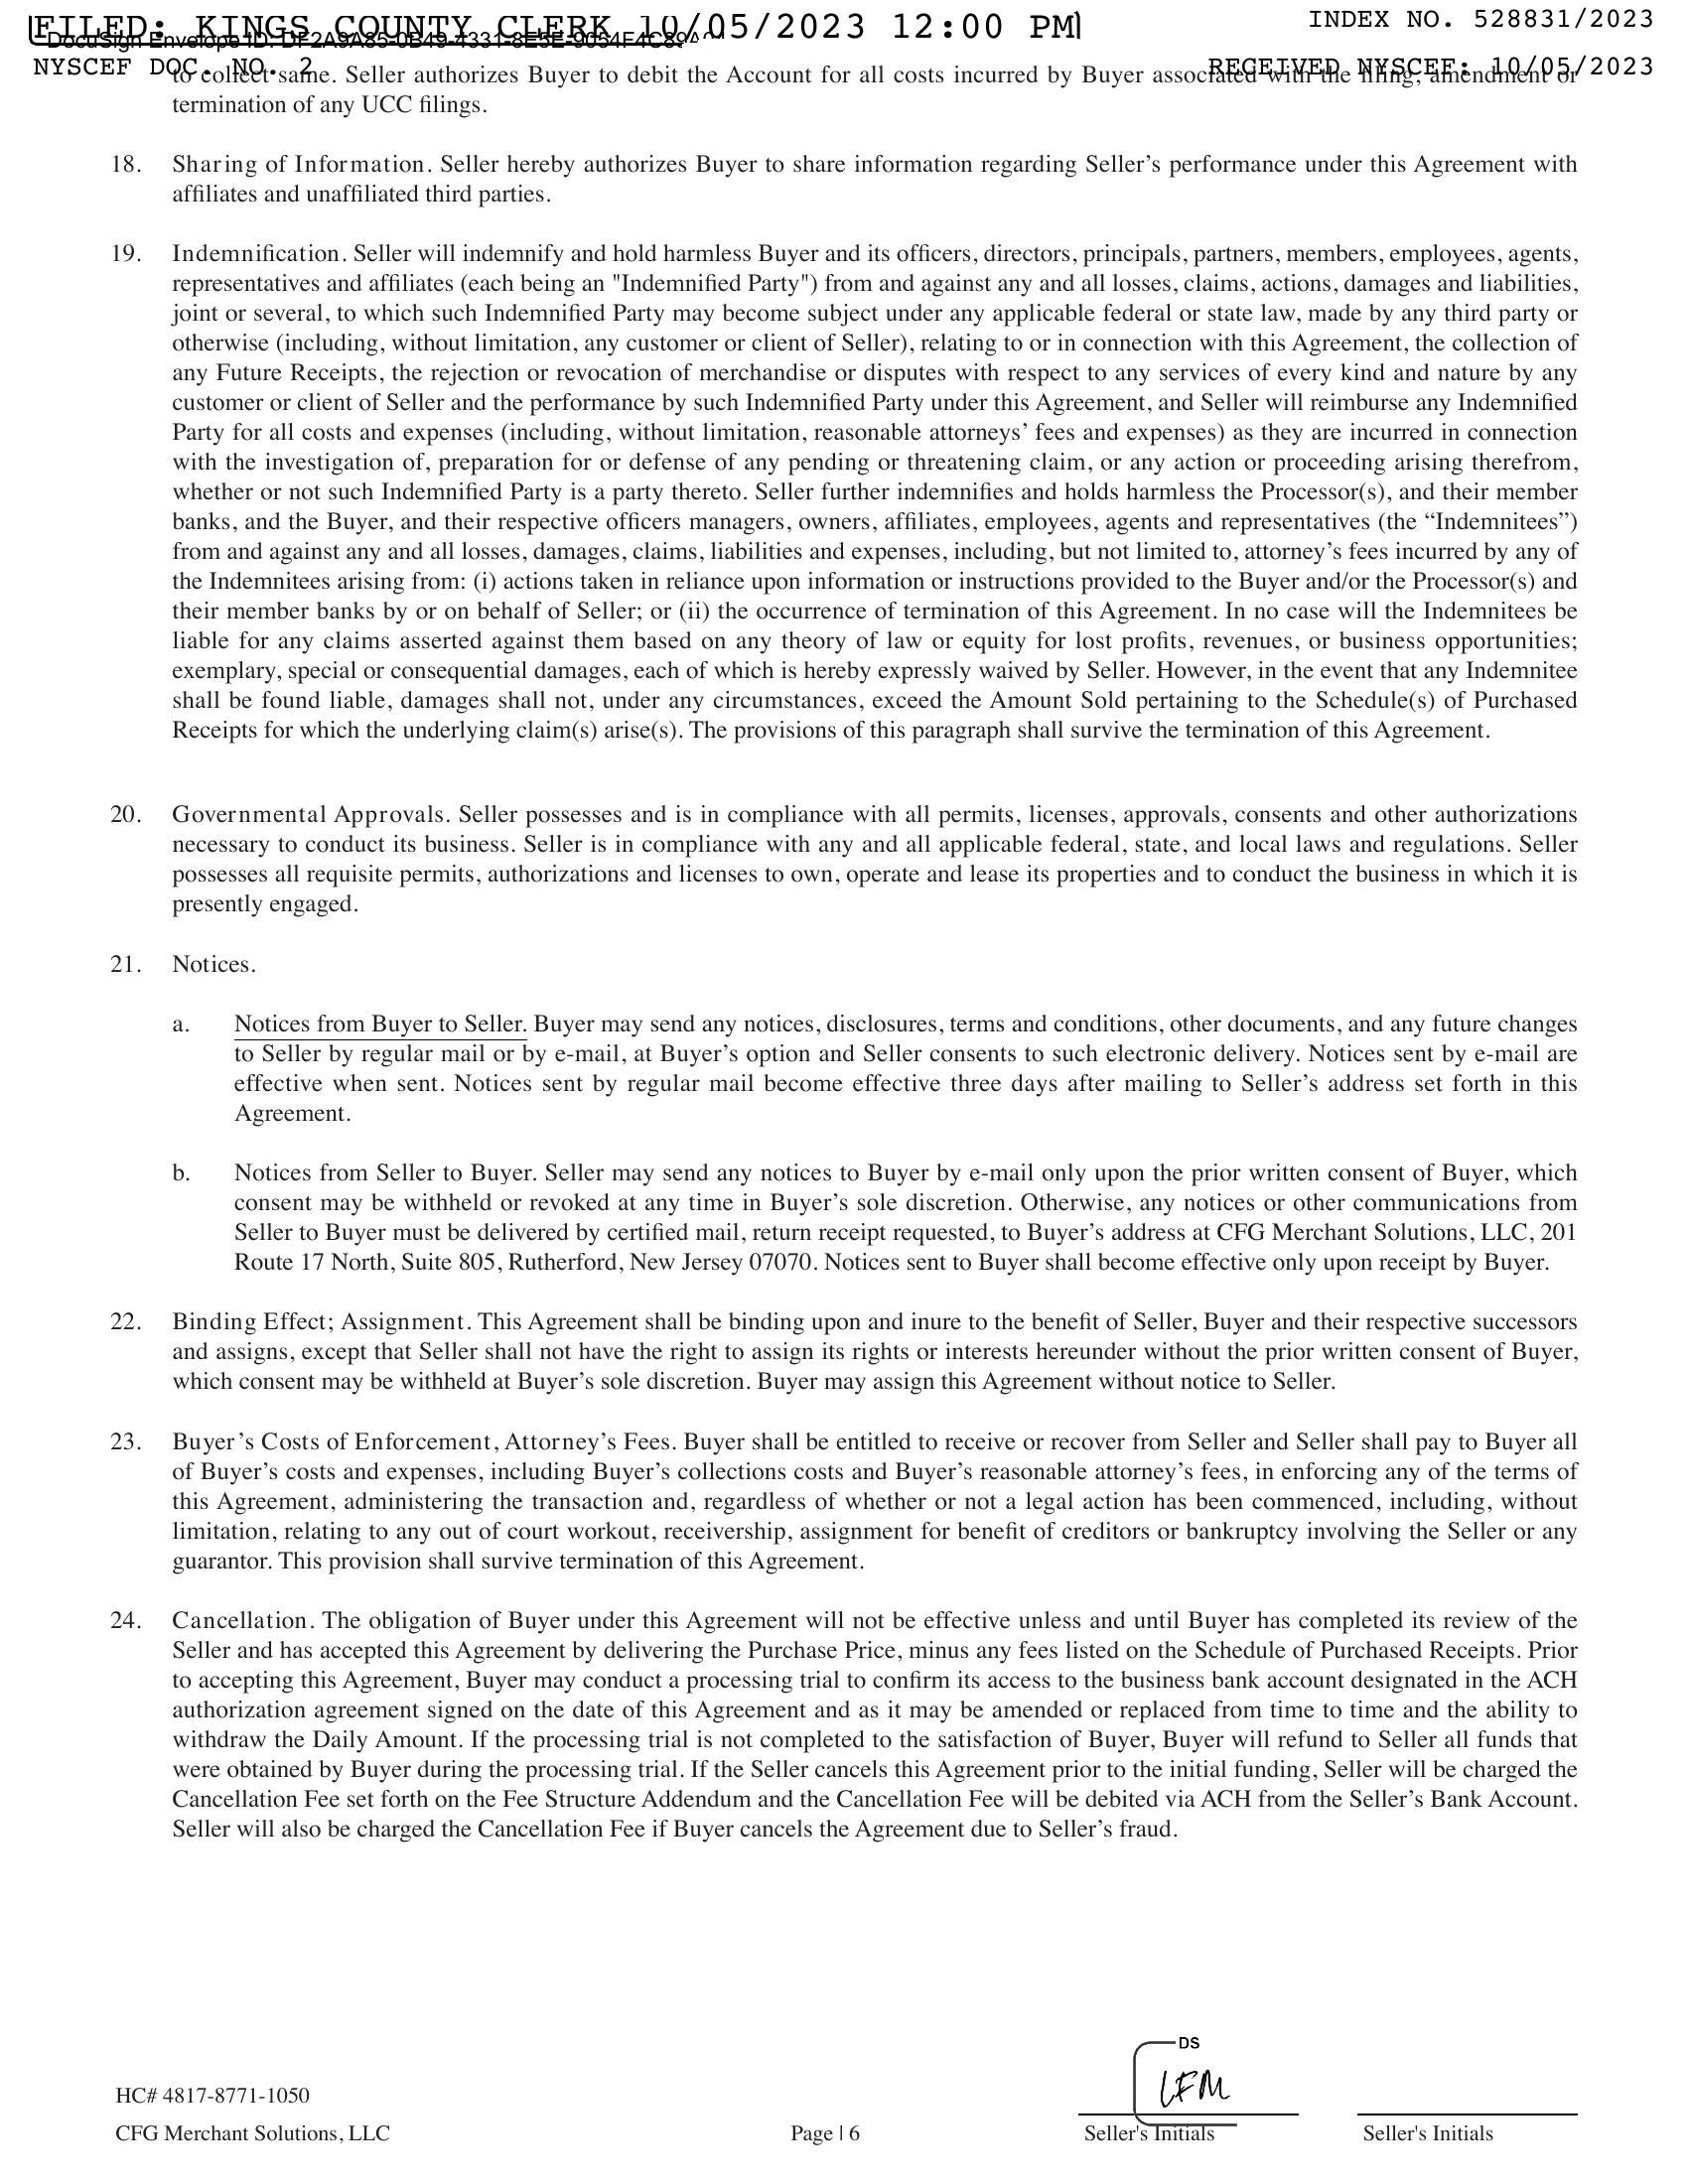 FILED: KINGS COUNTY CLERK 10/05/2023 12:00 PM
INDEX NO. 528831/2023
DocuSign Envelope ID:
NYSCEF DOC. NO. 2
RECEIVED NYSCEF: 10/05/2023
to collect same. Seller authorizes Buyer to debit the Account for all costs incurred by Buyer associated with the filing, amendment or
termination of any UCC filings.
18. Sharing of Information. Seller hereby authorizes Buyer to share information regarding Seller’s performance under this Agreement with
affiliates and unaffiliated third parties.
19. Indemnification. Seller will indemnify and hold harmless Buyer and its officers, directors, principals, partners, members, employees, agents,
representatives and affiliates (each being an "Indemnified Party") from and against any and all losses, claims, actions, damages and liabilities,
joint or several, to which such Indemnified Party may become subject under any applicable federal or state law, made by any third party or
otherwise (including, without limitation, any customer or client of Seller), relating to or in connection with this Agreement, the collection of
any Future Receipts, the rejection or revocation of merchandise or disputes with respect to any services of every kind and nature by any
customer or client of Seller and the performance by such Indemnified Party under this Agreement, and Seller will reimburse any Indemnified
Party for all costs and expenses (including, without limitation, reasonable attorneys’ fees and expenses) as they are incurred in connection
with the investigation of, preparation for or defense of any pending or threatening claim, or any action or proceeding arising therefrom,
whether or not such Indemnified Party is a party thereto. Seller further indemnifies and holds harmless the Processor(s), and their member
banks, and the Buyer, and their respective officers managers, owners, affiliates, employees, agents and representatives (the “Indemnitees”)
from and against any and all losses, damages, claims, liabilities and expenses, including, but not limited to, attorney’s fees incurred by any of
the Indemnitees arising from: (i) actions taken in reliance upon information or instructions provided to the Buyer and/or the Processor(s) and
their member banks by or on behalf of Seller; or (ii) the occurrence of termination of this Agreement. In no case will the Indemnitees be
liable for any claims asserted against them based on any theory of law or equity for lost profits, revenues, or business opportunities;
exemplary, special or consequential damages, each of which is hereby expressly waived by Seller. However, in the event that any Indemnitee
shall be found liable, damages shall not, under any circumstances, exceed the Amount Sold pertaining to the Schedule(s) of Purchased
Receipts for which the underlying claim(s) arise(s). The provisions of this paragraph shall survive the termination of this Agreement.
20. Governmental Approvals. Seller possesses and is in compliance with all permits, licenses, approvals, consents and other authorizations
necessary to conduct its business. Seller is in compliance with any and all applicable federal, state, and local laws and regulations. Seller
possesses all requisite permits, authorizations and licenses to own, operate and lease its properties and to conduct the business in which it is
presently engaged.
21. Notices.
a. Notices from Buyer to Seller. Buyer may send any notices, disclosures, terms and conditions, other documents, and any future changes
to Seller by regular mail or by e-mail, at Buyer’s option and Seller consents to such electronic delivery. Notices sent by e-mail are
effective when sent. Notices sent by regular mail become effective three days after mailing to Seller’s address set forth in this
Agreement.
b. Notices from Seller to Buyer. Seller may send any notices to Buyer by e-mail only upon the prior written consent of Buyer, which
consent may be withheld or revoked at any time in Buyer’s sole discretion. Otherwise, any notices or other communications from
Seller to Buyer must be delivered by certified mail, return receipt requested, to Buyer’s address at CFG Merchant Solutions, LLC, 201
Route 17 North, Suite 805, Rutherford, New Jersey 07070. Notices sent to Buyer shall become effective only upon receipt by Buyer.
22. Binding Effect; Assignment. This Agreement shall be binding upon and inure to the benefit of Seller, Buyer and their respective successors
and assigns, except that Seller shall not have the right to assign its rights or interests hereunder without the prior written consent of Buyer,
which consent may be withheld at Buyer’s sole discretion. Buyer may assign this Agreement without notice to Seller.
23. Buyer’s Costs of Enforcement, Attorney’s Fees. Buyer shall be entitled to receive or recover from Seller and Seller shall pay to Buyer all
of Buyer’s costs and expenses, including Buyer’s collections costs and Buyer’s reasonable attorney’s fees, in enforcing any of the terms of
this Agreement, administering the transaction and, regardless of whether or not a legal action has been commenced, including, without
limitation, relating to any out of court workout, receivership, assignment for benefit of creditors or bankruptcy involving the Seller or any
guarantor. This provision shall survive termination of this Agreement.
24. Cancellation. The obligation of Buyer under this Agreement will not be effective unless and until Buyer has completed its review of the
Seller and has accepted this Agreement by delivering the Purchase Price, minus any fees listed on the Schedule of Purchased Receipts. Prior
to accepting this Agreement, Buyer may conduct a processing trial to confirm its access to the business bank account designated in the ACH
authorization agreement signed on the date of this Agreement and as it may be amended or replaced from time to time and the ability to
withdraw the Daily Amount. If the processing trial is not completed to the satisfaction of Buyer, Buyer will refund to Seller all funds that
were obtained by Buyer during the processing trial. If the Seller cancels this Agreement prior to the initial funding, Seller will be charged the
Cancellation Fee set forth on the Fee Structure Addendum and the Cancellation Fee will be debited via ACH from the Seller’s Bank Account.
Seller will also be charged the Cancellation Fee if Buyer cancels the Agreement due to Seller’s fraud.
DS
LFM
HC# 4817-8771-1050
CFG Merchant Solutions, LLC
Page | 6
Seller's Initials
Seller's Initials